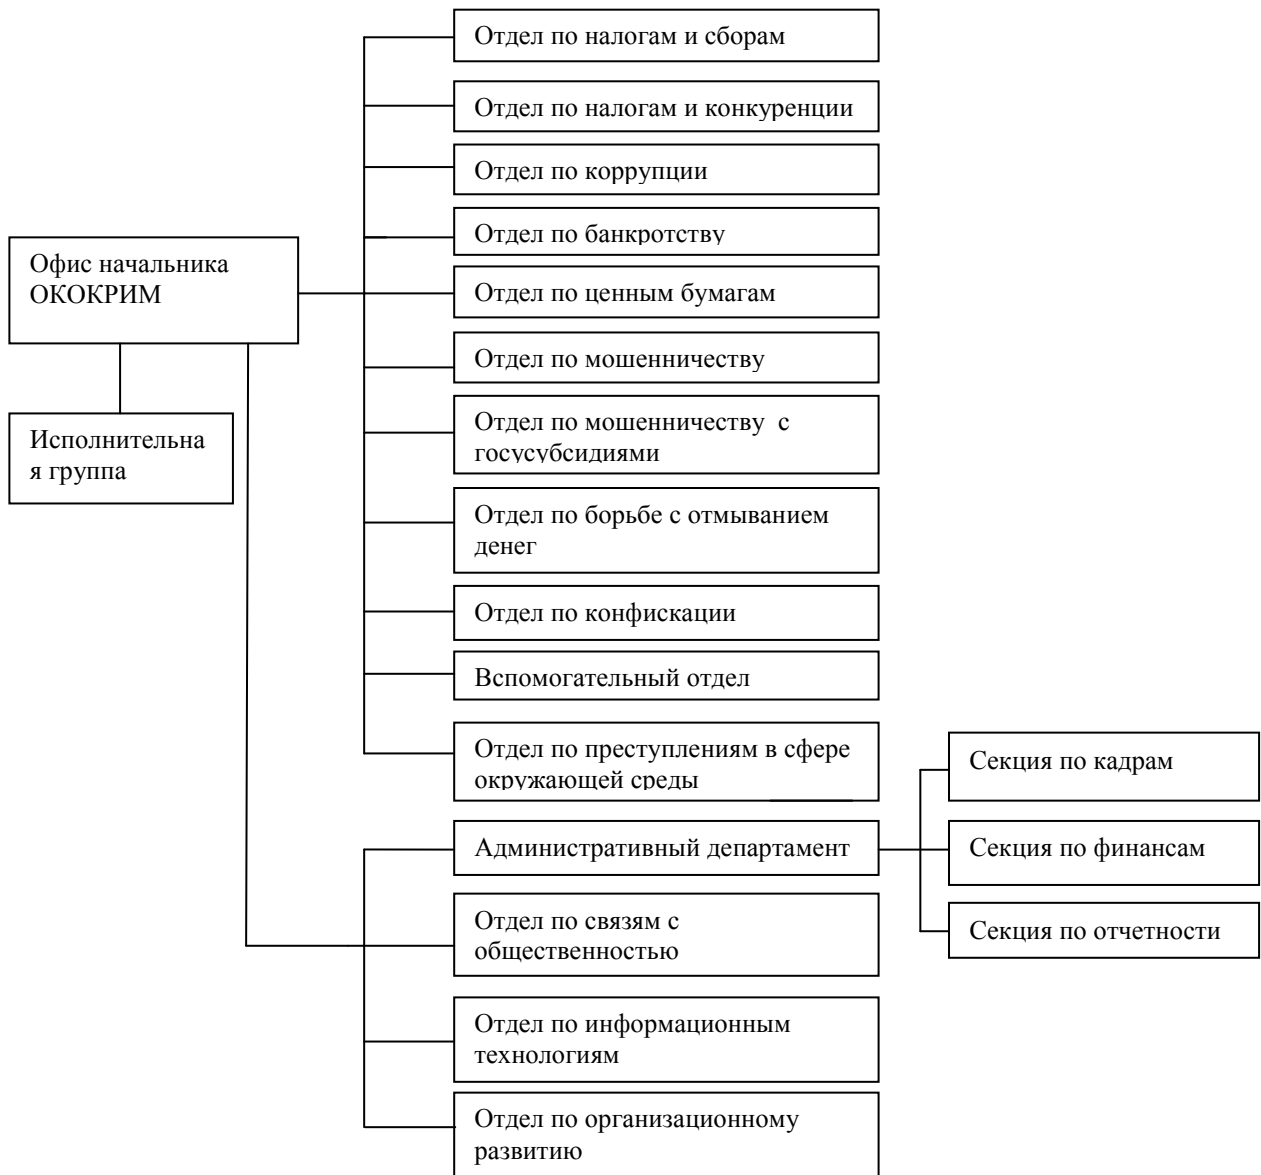 Отдел по налогам и сборам
Отдел по налогам и конкуренции
Отдел по коррупции
Отдел по банкротству
Офис начальника
ОКОКРИМ
Отдел по ценным бумагам
Отдел по мошенничеству
Исполнительна
я группа
Отдел по мошенничеству с
госусубсидиями
Отдел по борьбе с отмыванием
денег
Отдел по конфискации
Вспомогательный отдел
Отдел по преступлениям в сфере
окружающей среды
Секция по кадрам
Административный департамент
Секция по финансам
Отдел по связям с
общественностью
Секция по отчетности
Отдел по информационным
технологиям
Отдел по организационному
развитию